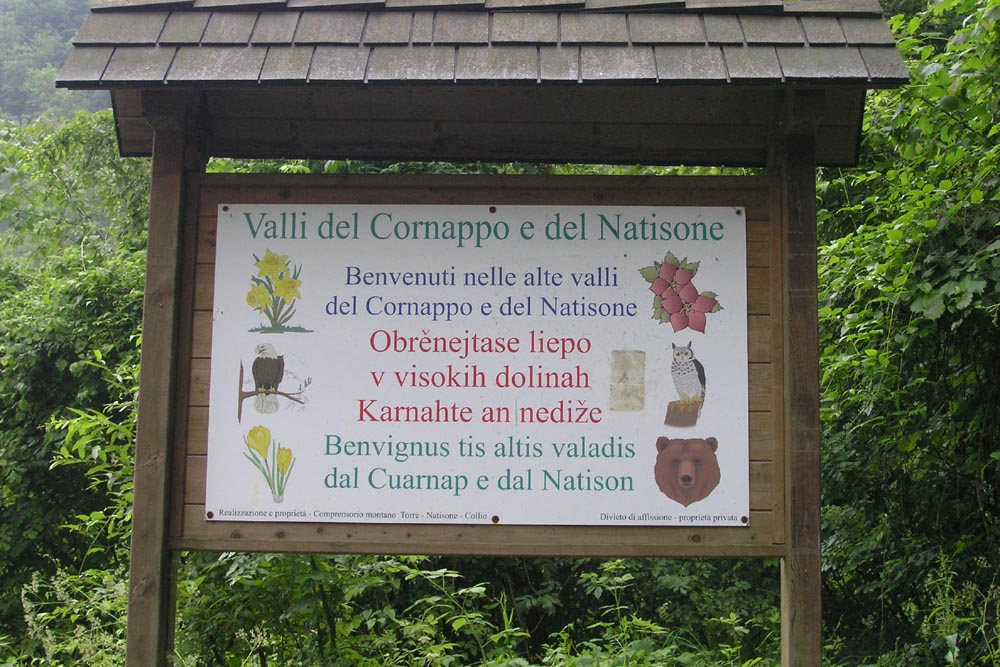 Valli del Cornappo e del Natisone
Benvenuti nelle alte valli
del Cornappo e del Natisone
Obrěnejtase liepo
v visokih dolinah
Karnahte an nediže
Benvignus tis altis valadis
dal Cuarnap e dal Natison
Realizzazione e proprietà - Comprensorio montano Torre - Natisone - Collio
Divieto di affissione - proprietà privata